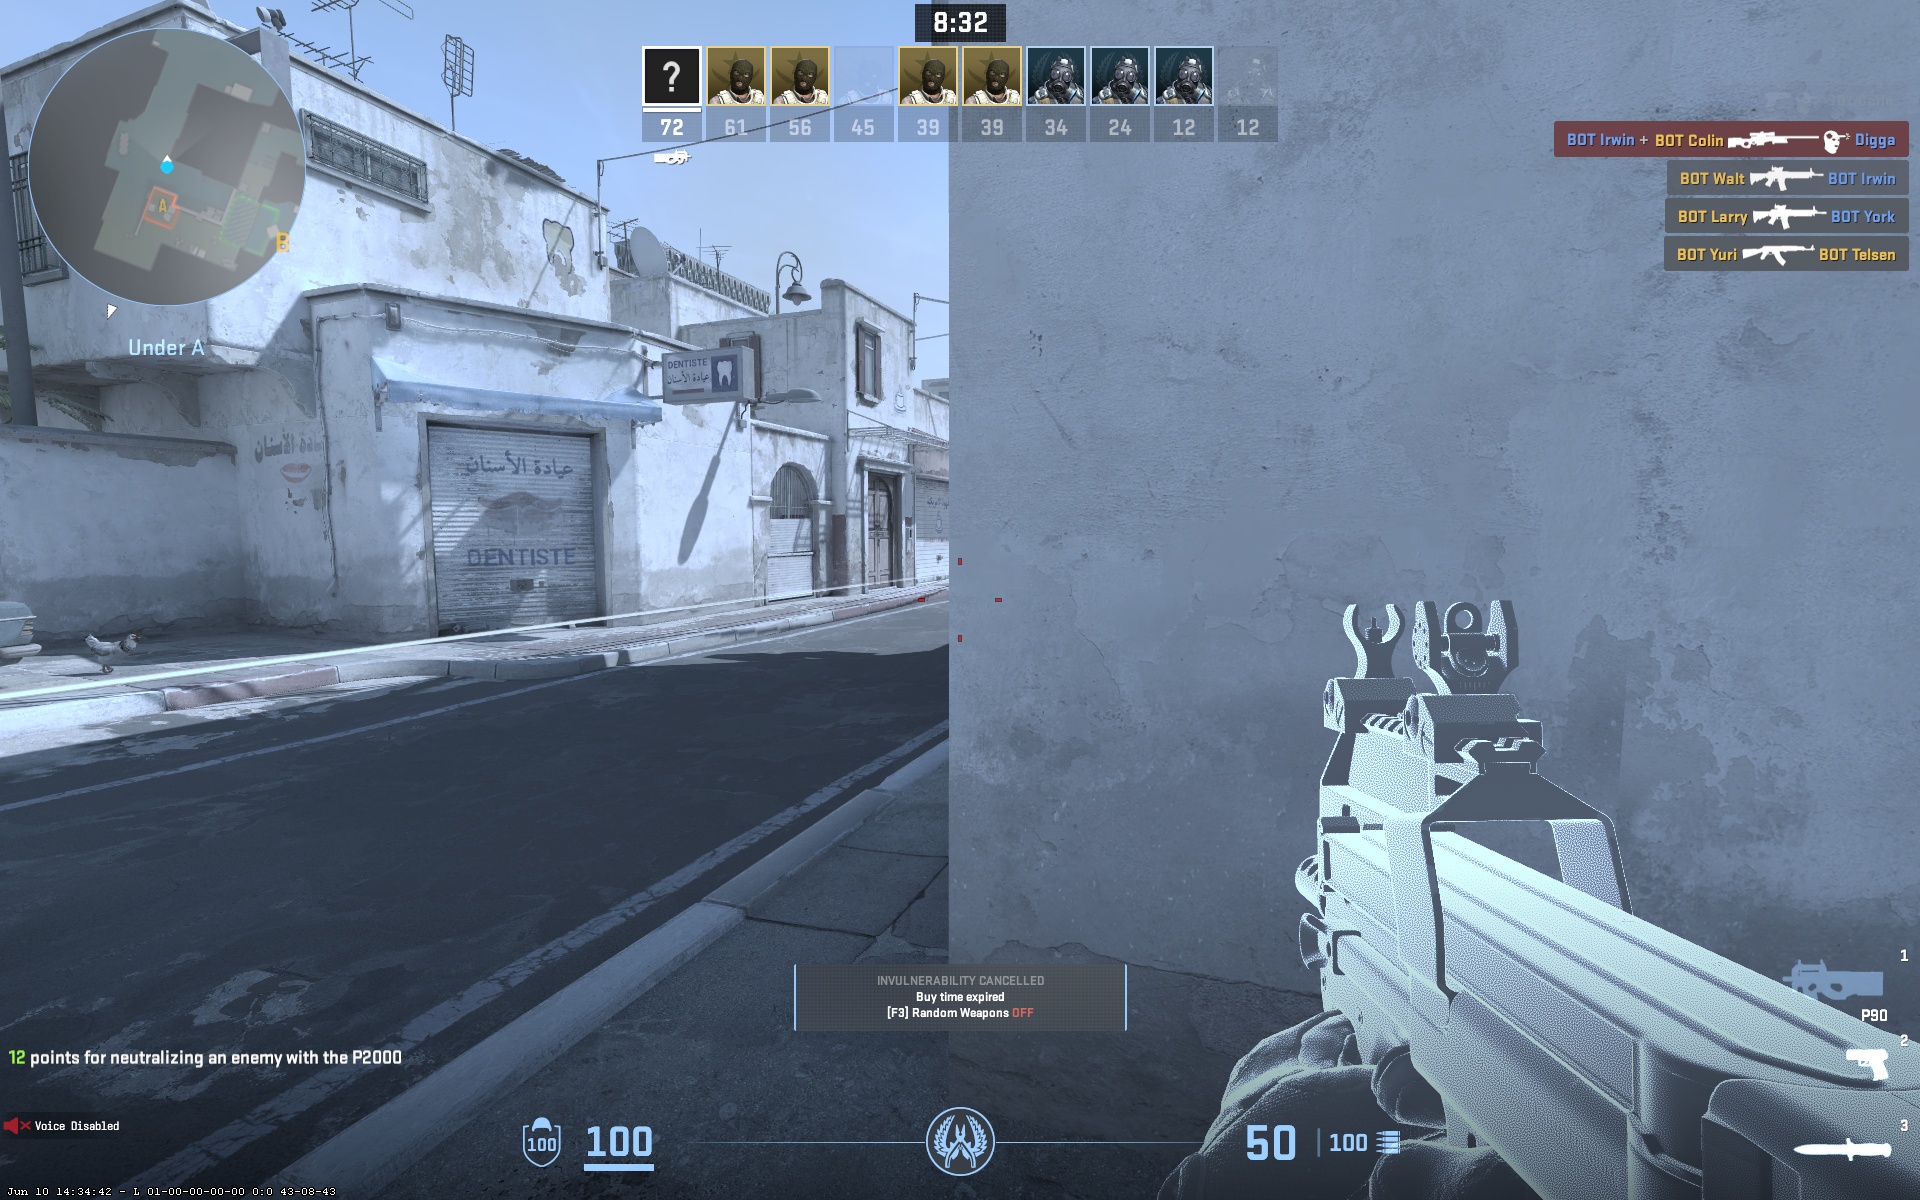 8:32
?
72 61 56 45 39 39 34 24 12 12
A
B
Under A
BOT Irwin + BOT Colin Digga
BOT Walt BOT Irwin
BOT Larry BOT York
BOT Yuri BOT Telsen
DENTISTE
عيادة الأسنان
عيادة الأسنان
DENTISTE
INVULNERABILITY CANCELLED
Buy time expired
[F3] Random Weapons OFF
12 points for neutralizing an enemy with the P2000
Voice Disabled
100
100
50 | 100
1
P90
2
3
Jun 10 14:34:42 - L 01-00-00-00-00 0:0 43-08-43